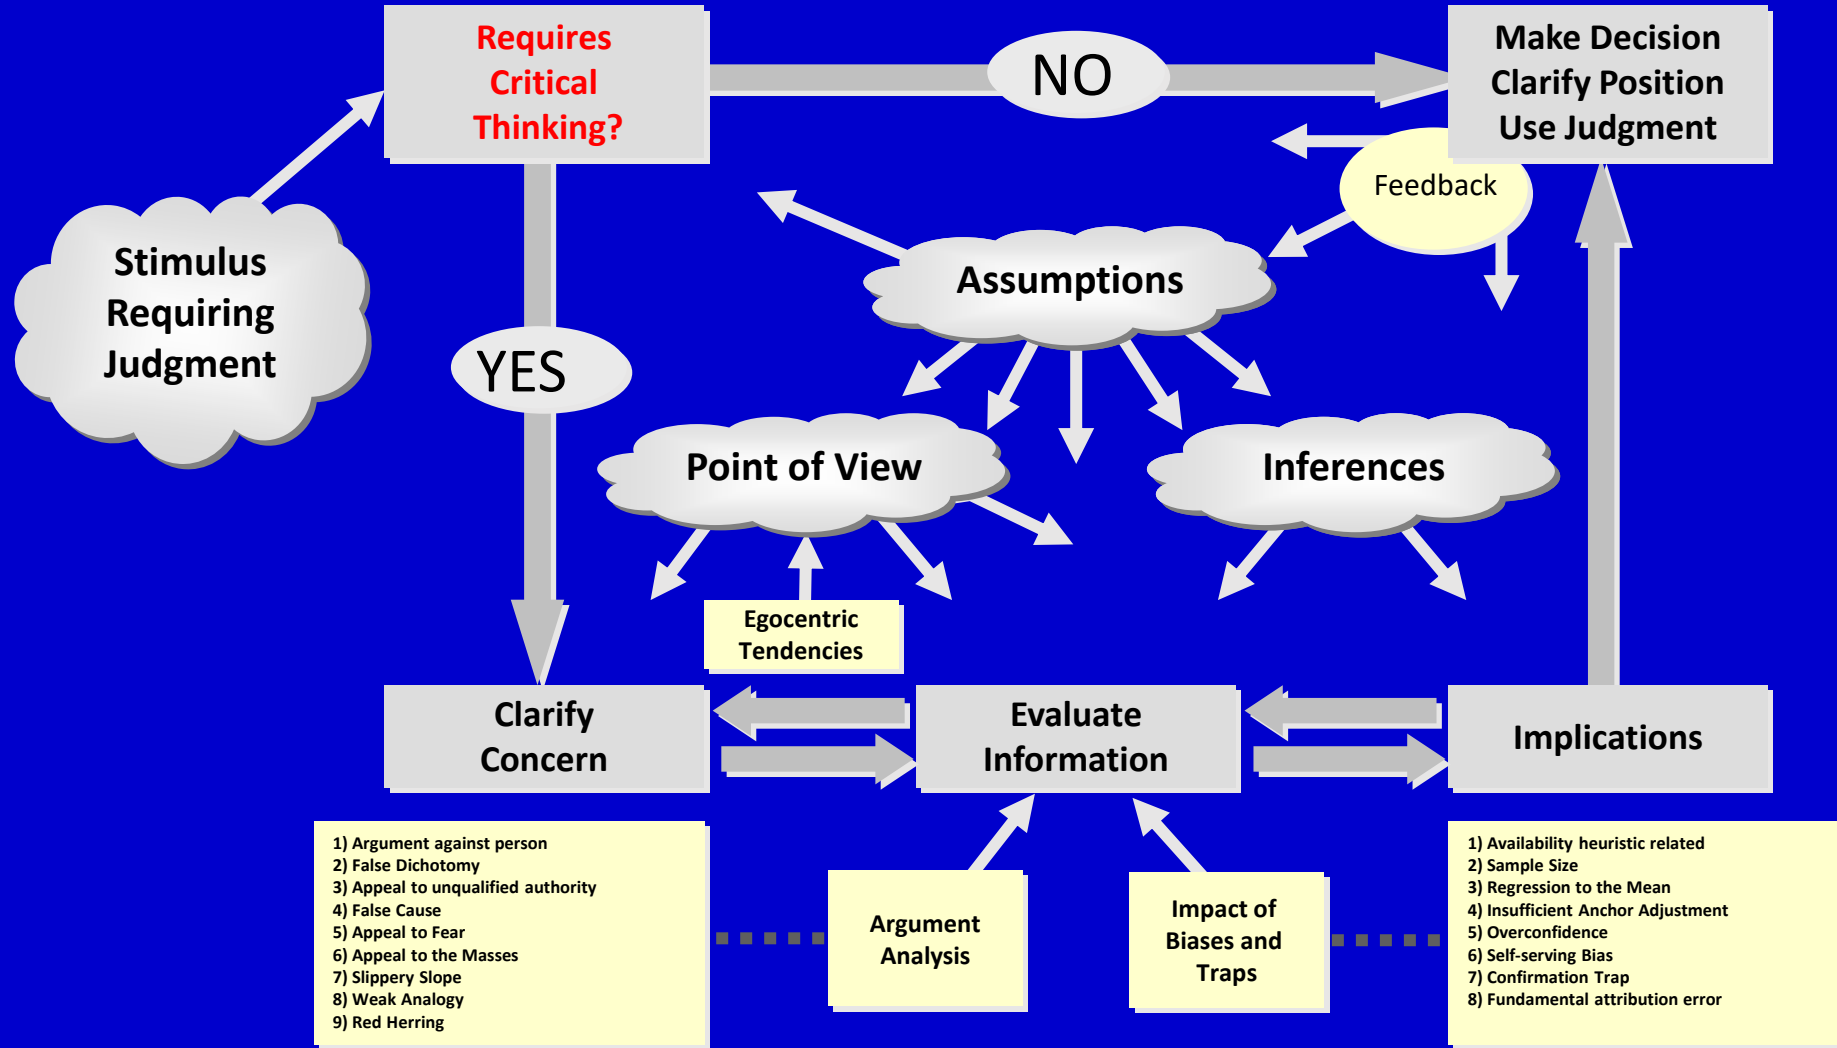 Requires
Critical
Thinking?
NO
Make Decision
Clarify Position
Use Judgment
Feedback
Stimulus
Requiring
Judgment
Assumptions
YES
Point of View
Inferences
Egocentric
Tendencies
Clarify
Concern
Evaluate
Information
Implications
1) Argument against person
2) False Dichotomy
3) Appeal to unqualified authority
4) False Cause
5) Appeal to Fear
6) Appeal to the Masses
7) Slippery Slope
8) Weak Analogy
9) Red Herring
Argument
Analysis
Impact of
Biases and
Traps
1) Availability heuristic related
2) Sample Size
3) Regression to the Mean
4) Insufficient Anchor Adjustment
5) Overconfidence
6) Self-serving Bias
7) Confirmation Trap
8) Fundamental attribution error